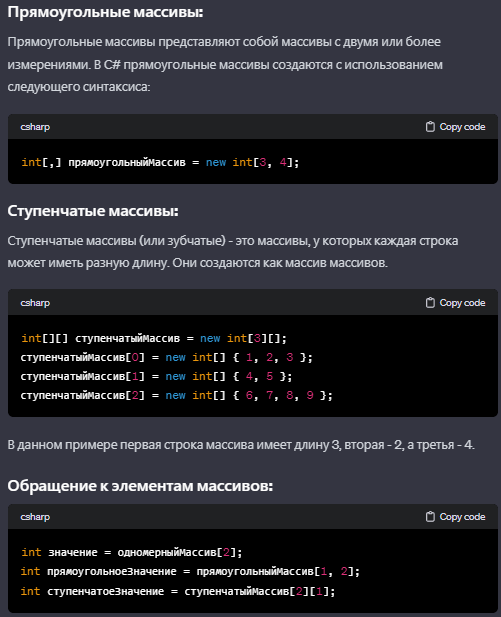 Прямоугольные массивы:
Прямоугольные массивы представляют собой массивы с двумя или более
измерениями. В C# прямоугольные массивы создаются с использованием
следующего синтаксиса:
csharp
Copy code
int[,] прямоугольныйМассив = new int[3, 4];
Ступенчатые массивы:
Ступенчатые массивы (или зубчатые) - это массивы, у которых каждая строка
может иметь разную длину. Они создаются как массив массивов.
csharp
Copy code
int[][] ступенчатыйМассив = new int[3][];
ступенчатыйМассив[0] = new int[] { 1, 2, 3 };
ступенчатыйМассив[1] = new int[] { 4, 5 };
ступенчатыйМассив[2] = new int[] { 6, 7, 8, 9 };
В данном примере первая строка массива имеет длину 3, вторая - 2, а третья - 4.
Обращение к элементам массивов:
csharp
Copy code
int значение = одномерныйМассив[2];
int прямоугольноеЗначение = прямоугольныйМассив[1, 2];
int ступенчатоеЗначение = ступенчатыйМассив[2][1];